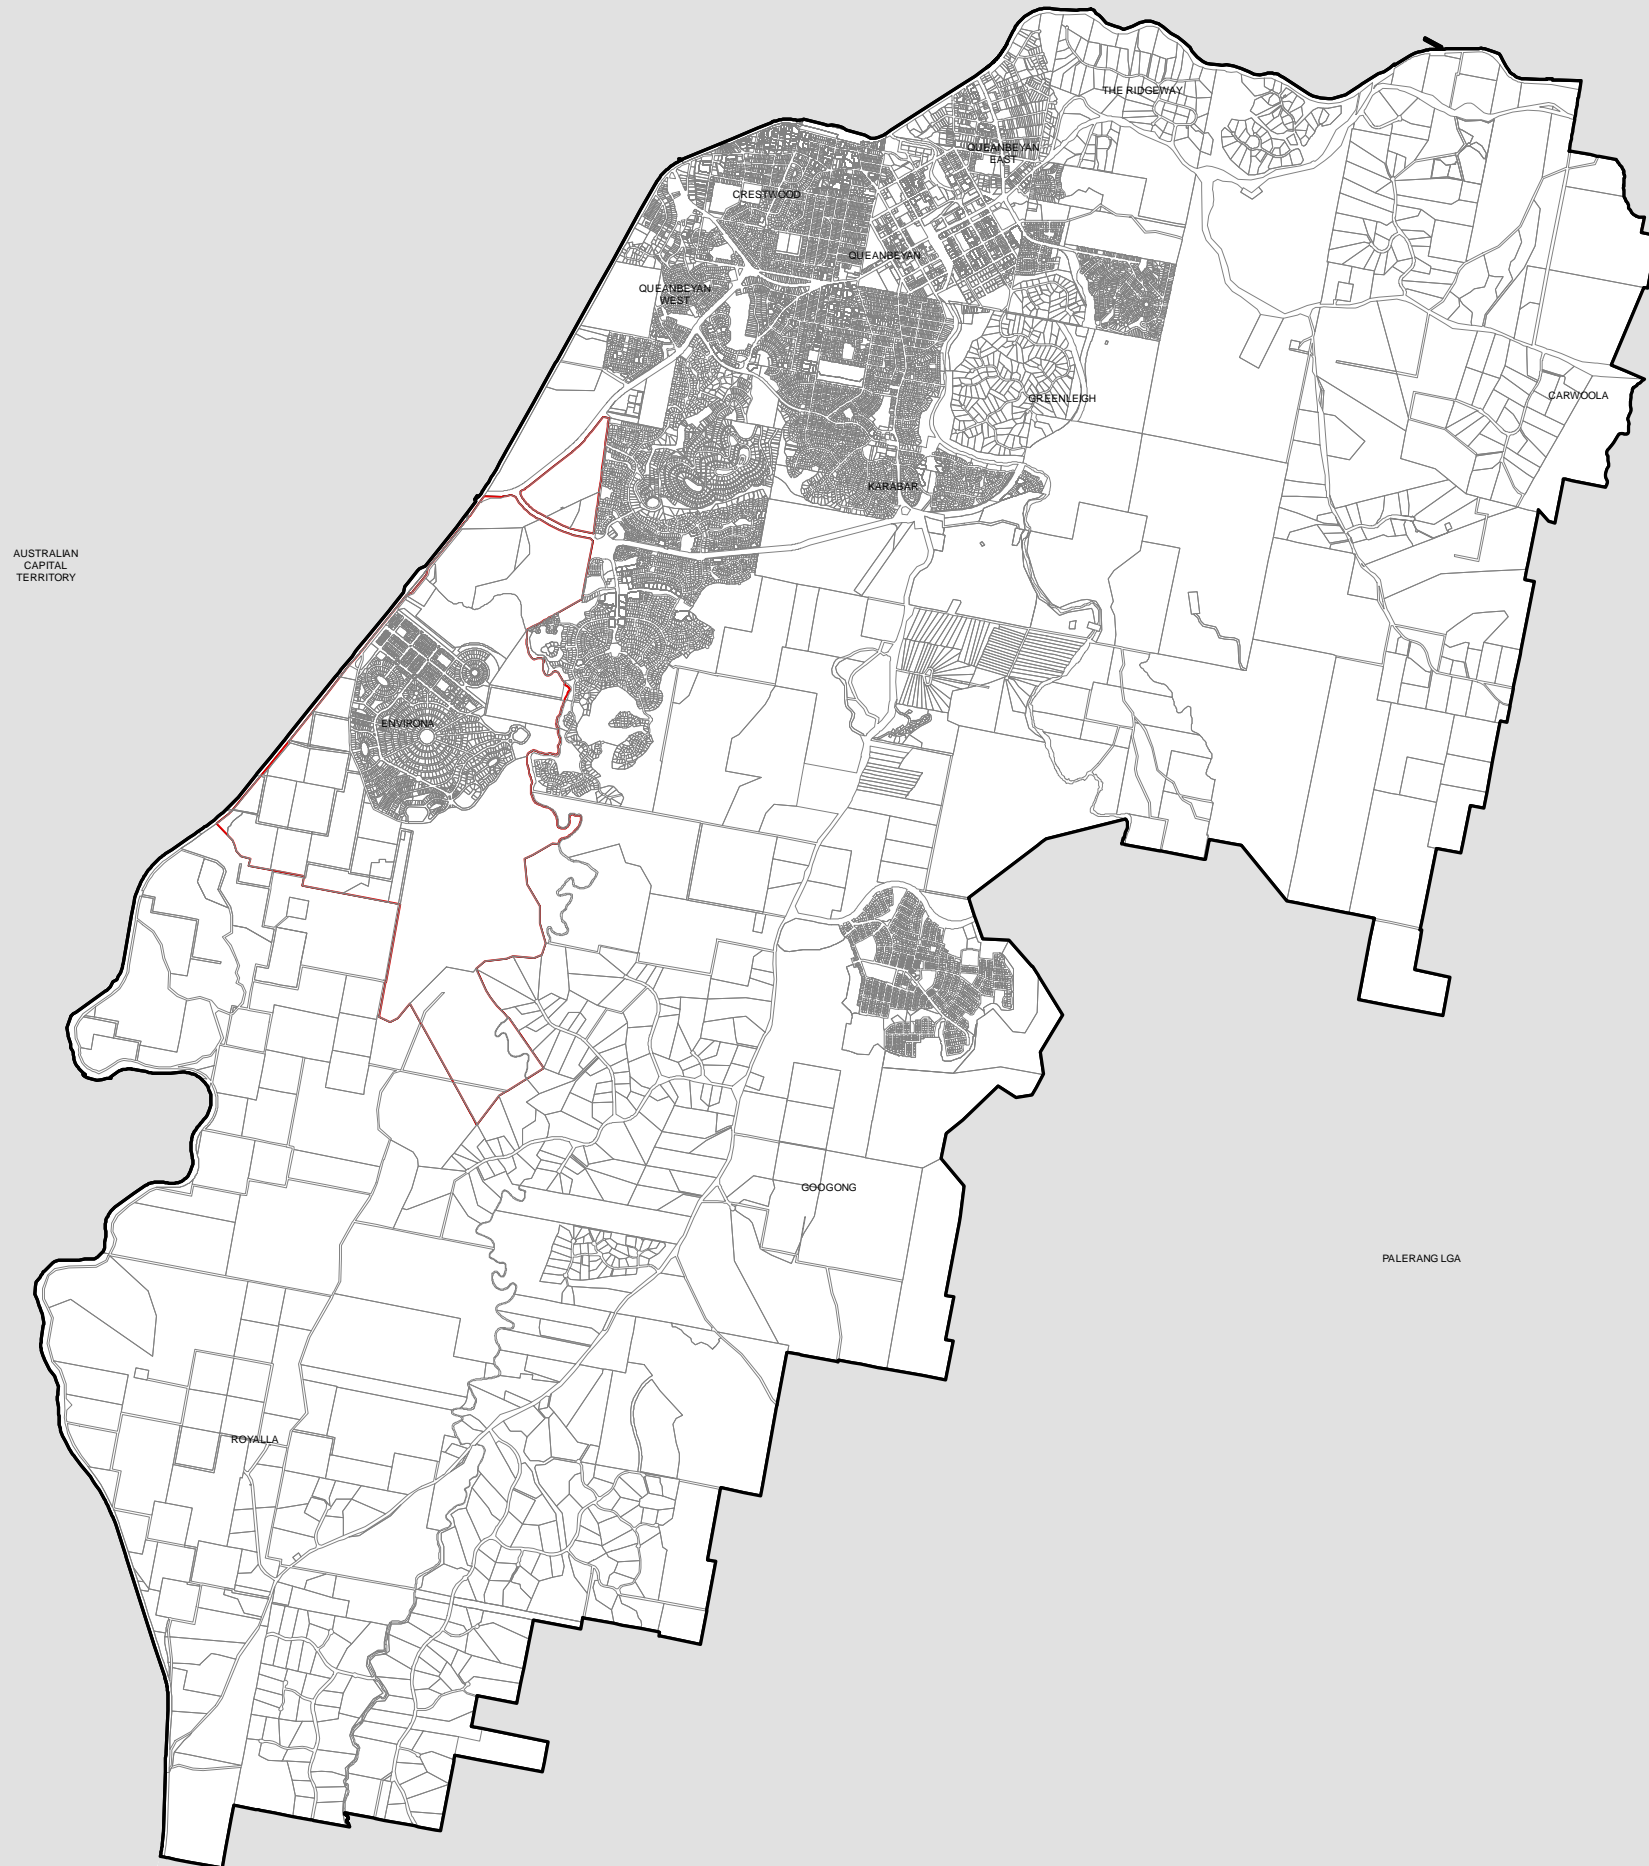 THE RIDGEWAY
QUEANBEYAN
EAST
CRESTWOOD
QUEANBEYAN
QUEANBEYAN
WEST
GREENLEIGH
CARWOOLA
KARABAR
AUSTRALIAN
CAPITAL
TERRITORY
ENVIRONA
GOOGONG
PALERANG LGA
ROYALLA